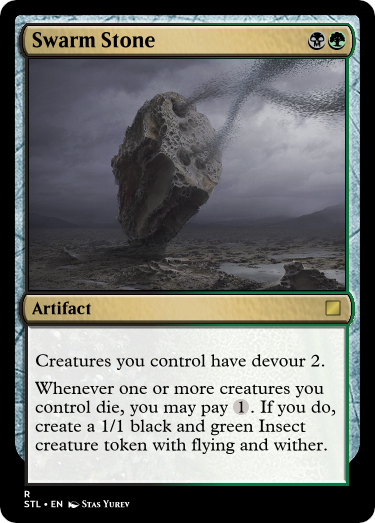 Swarm Stone
Artifact
Creatures you control have devour 2.
Whenever one or more creatures you
control die, you may pay 1. If you do,
create a 1/1 black and green Insect
creature token with flying and wither.
R
STL • EN Stas Yurev